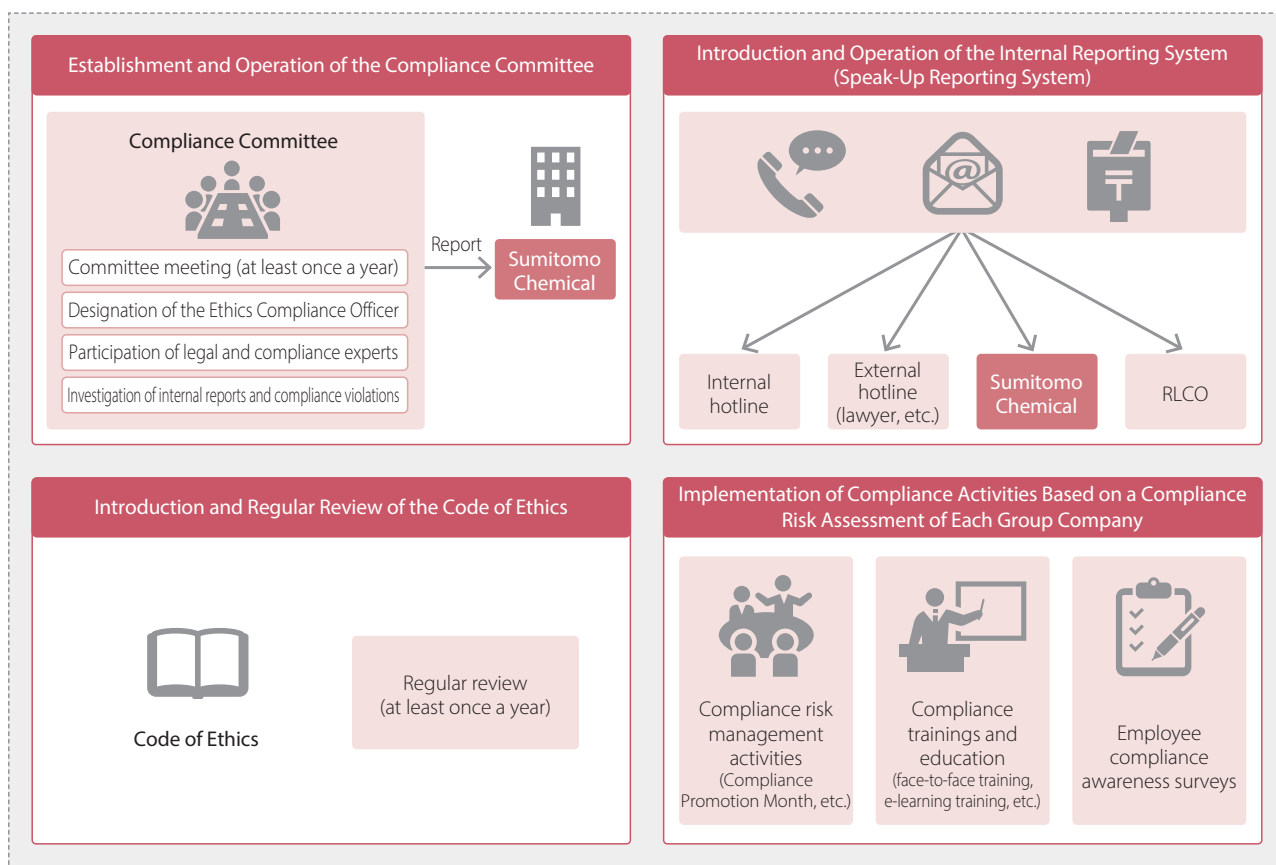 Establishment and Operation of the Compliance Committee
Compliance Committee
Committee meeting (at least once a year)
Designation of the Ethics Compliance Officer
Participation of legal and compliance experts
Investigation of internal reports and compliance violations
Report
Sumitomo
Chemical
Introduction and Operation of the Internal Reporting System
(Speak-Up Reporting System)
@
〒
Internal
hotline
External
hotline
(lawyer, etc.)
Sumitomo
Chemical
RLCO
Introduction and Regular Review of the Code of Ethics
Code of Ethics
Regular review
(at least once a year)
Implementation of Compliance Activities Based on a Compliance
Risk Assessment of Each Group Company
Compliance risk
management
activities
(Compliance
Promotion Month, etc.)
Compliance
trainings and
education
(face-to-face training,
e-learning training, etc.)
Employee
compliance
awareness surveys